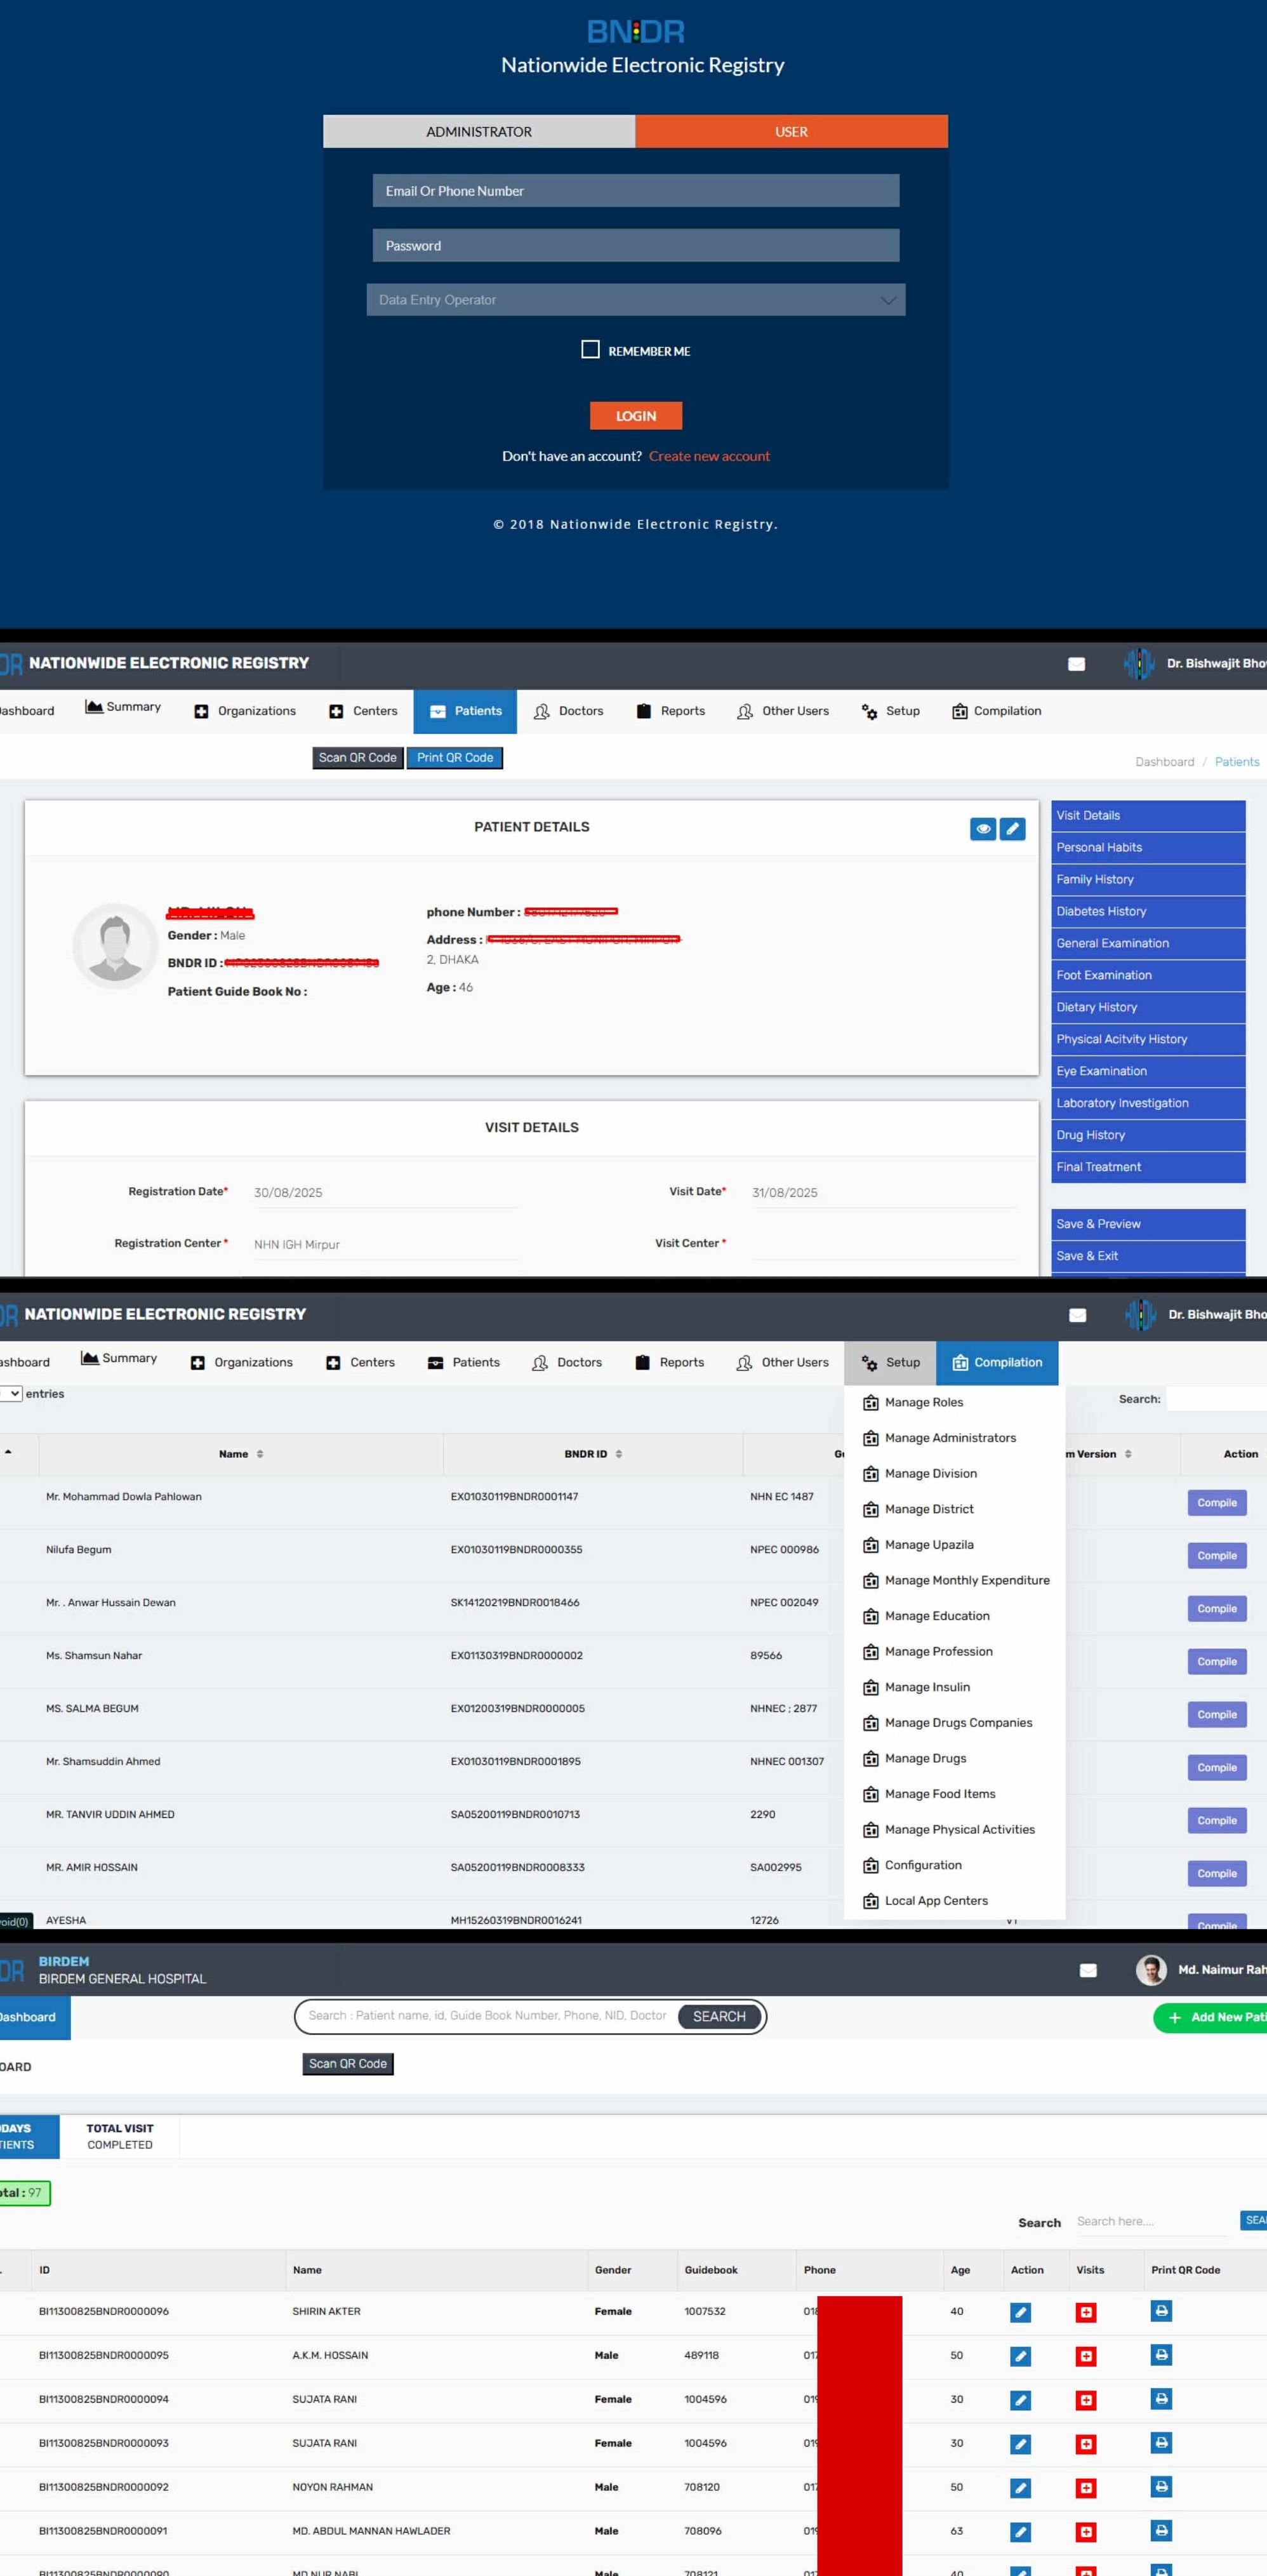 BNDR
Nationwide Electronic Registry
ADMINISTRATOR USER
Email Or Phone Number
Password
Data Entry Operator
REMEMBER ME
LOGIN
Don't have an account? Create new account
© 2018 Nationwide Electronic Registry.
DR NATIONWIDE ELECTRONIC REGISTRY Dr. Bishwajit Bho
ashboard Summary Organizations Centers Patients Doctors Reports Other Users Setup Compilation
Scan QR Code Print QR Code
Dashboard / Patients
PATIENT DETAILS
Gender : Male
BNDR ID :
Patient Guide Book No :
phone Number :
Address :
2, DHAKA
Age : 46
Visit Details
Personal Habits
Family History
Diabetes History
General Examination
Foot Examination
Dietary History
Physical Acitvity History
Eye Examination
Laboratory Investigation
Drug History
Final Treatment
Save & Preview
Save & Exit
VISIT DETAILS
Registration Date* 30/08/2025 Visit Date* 31/08/2025
Registration Center * NHN IGH Mirpur Visit Center *
DR NATIONWIDE ELECTRONIC REGISTRY Dr. Bishwajit Bho
ashboard Summary Organizations Centers Patients Doctors Reports Other Users Setup Compilation
entries Search:
Name BNDR ID Gu m Version Action
Mr. Mohammad Dowla Pahlowan EX01030119BNDR0001147 NHN EC 1487 Compile
Nilufa Begum EX01030119BNDR0000355 NPEC 000986 Compile
Mr. . Anwar Hussain Dewan SK14120219BNDR0018466 NPEC 002049 Compile
Ms. Shamsun Nahar EX01130319BNDR0000002 89566 Compile
MS. SALMA BEGUM EX01200319BNDR0000005 NHNEC ; 2877 Compile
Mr. Shamsuddin Ahmed EX01030119BNDR0001895 NHNEC 001307 Compile
MR. TANVIR UDDIN AHMED SA05200119BNDR0010713 2290 Compile
MR. AMIR HOSSAIN SA05200119BNDR0008333 SA002995 Compile
void(0) AYESHA MH15260319BNDR0016241 12726 V1 Compile
Manage Roles
Manage Administrators
Manage Division
Manage District
Manage Upazila
Manage Monthly Expenditure
Manage Education
Manage Profession
Manage Insulin
Manage Drugs Companies
Manage Drugs
Manage Food Items
Manage Physical Activities
Configuration
Local App Centers
DR BIRDEM
BIRDEM GENERAL HOSPITAL
Md. Naimur Rah
Dashboard Search : Patient name, id, Guide Book Number, Phone, NID, Doctor SEARCH + Add New Pati
OARD Scan QR Code
DAYS TOTAL VISIT
TIENTS COMPLETED
otal : 97
Search Search here.... SEA
ID Name Gender Guidebook Phone Age Action Visits Print QR Code
BI11300825BNDR0000096 SHIRIN AKTER Female 1007532 018 40
BI11300825BNDR0000095 A.K.M. HOSSAIN Male 489118 017 50
BI11300825BNDR0000094 SUJATA RANI Female 1004596 019 30
BI11300825BNDR0000093 SUJATA RANI Female 1004596 019 30
BI11300825BNDR0000092 NOYON RAHMAN Male 708120 017 50
BI11300825BNDR0000091 MD. ABDUL MANNAN HAWLADER Male 708096 019 63
BI11300825BNDR0000090 MD NUR NABI Male 708121 017 40